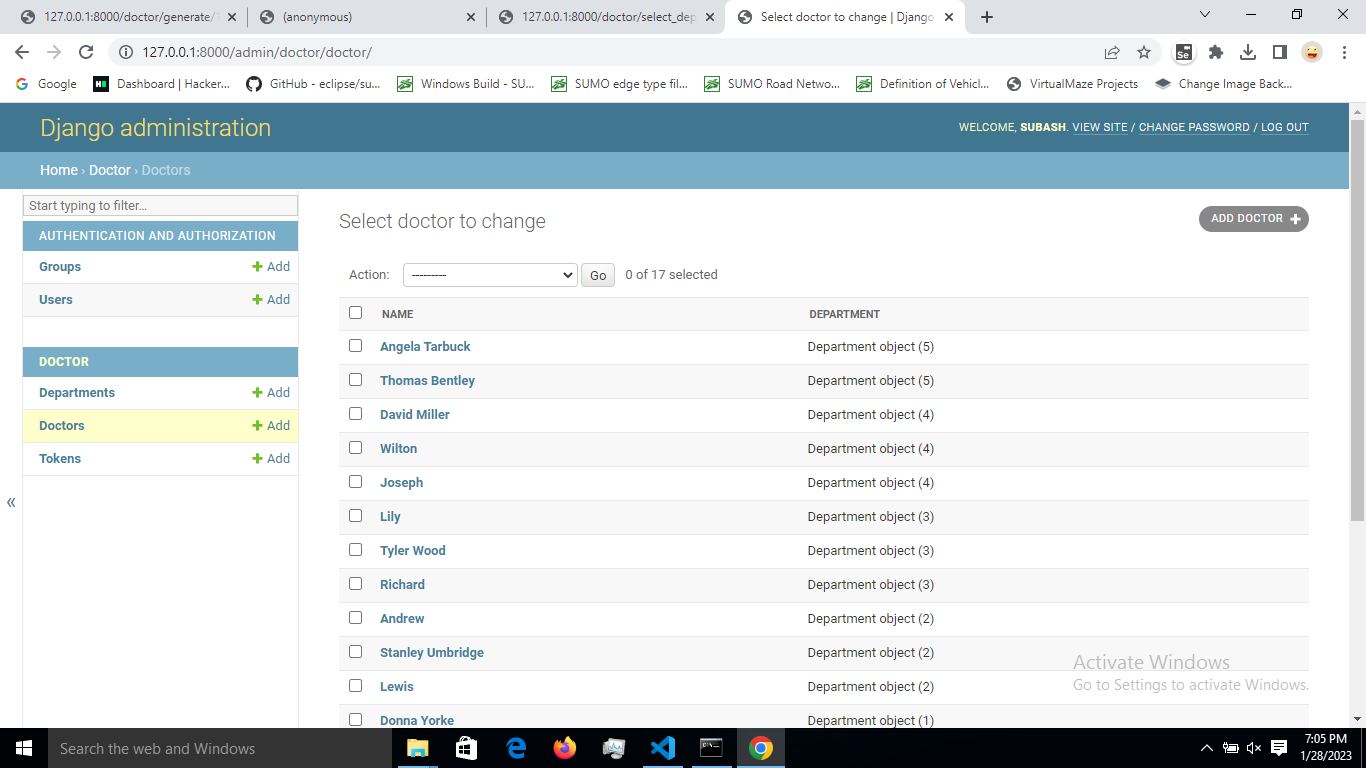 127.0.0.1:8000/doctor/generate/1
(anonymous)
127.0.0.1:8000/doctor/select_dep
Select doctor to change | Django
127.0.0.1:8000/admin/doctor/doctor/
Se
Google
Dashboard | Hacker...
GitHub - eclipse/su...
Windows Build - SU...
SUMO edge type fil...
SUMO Road Netwo...
Definition of Vehicl...
VirtualMaze Projects
Change Image Back...
Django administration
WELCOME, SUBASH. VIEW SITE / CHANGE PASSWORD / LOG OUT
Home › Doctor › Doctors
Start typing to filter...
AUTHENTICATION AND AUTHORIZATION
Groups + Add
Users + Add
DOCTOR
Departments + Add
Doctors + Add
Tokens + Add
«
Select doctor to change
ADD DOCTOR +
Action: --------- Go 0 of 17 selected
NAME DEPARTMENT
Angela Tarbuck Department object (5)
Thomas Bentley Department object (5)
David Miller Department object (4)
Wilton Department object (4)
Joseph Department object (4)
Lily Department object (3)
Tyler Wood Department object (3)
Richard Department object (3)
Andrew Department object (2)
Stanley Umbridge Department object (2)
Lewis Department object (2)
Donna Yorke Department object (1)
Activate Windows
Go to Settings to activate Windows.
Search the web and Windows
7:05 PM
1/28/2023